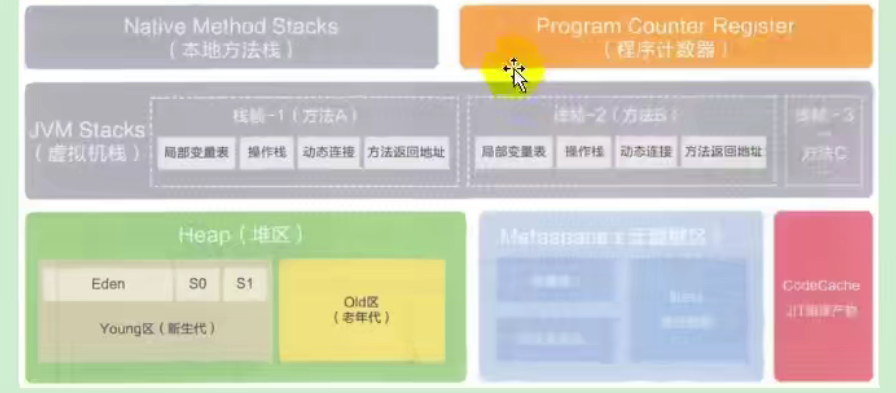 Native Method Stacks
（本地方法栈）
Program Counter Register
（程序计数器）
JVM Stacks
（虚拟机栈）
栈帧-1（方法A）
局部变量表 操作栈 动态连接 方法返回地址
栈帧-2（方法B）
局部变量表 操作栈 动态连接 方法返回地址
栈帧-3
方法C
Heap（堆区）
Eden S0 S1
Young区（新生代）
Old区
（老年代）
Metaspace
CodeCache
JIT编译产物